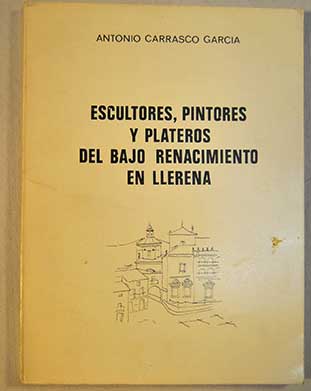 ANTONIO CARRASCO GARCIA
ESCULTORES, PINTORES
Y PLATEROS
DEL BAJO RENACIMIENTO
EN LLERENA